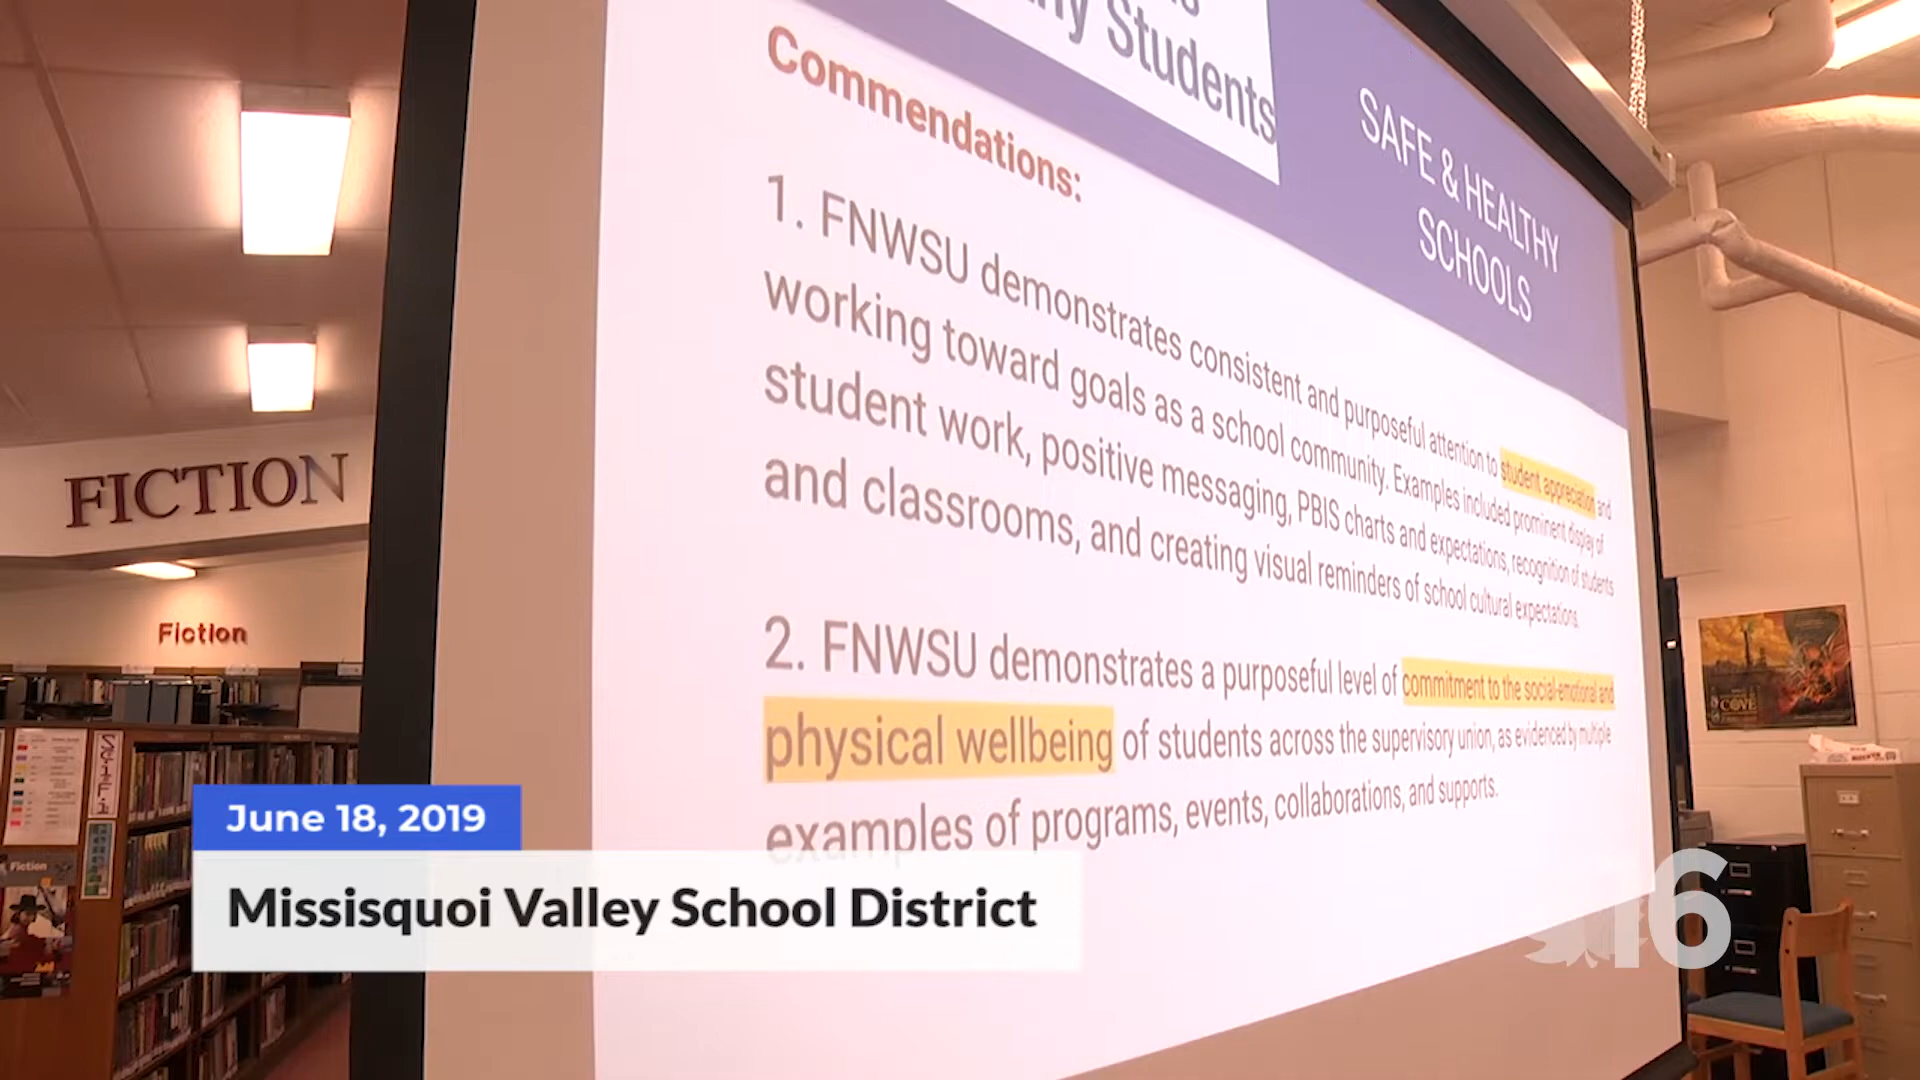 Students
Commendations:
SAFE & HEALTHY
SCHOOLS
1. FNWSU demonstrates consistent and purposeful attention to student appreciation and
working toward goals as a school community. Examples included prominent display of
student work, positive messaging, PBIS charts and expectations, recognition of students
and classrooms, and creating visual reminders of school cultural expectations.
2. FNWSU demonstrates a purposeful level of commitment to the social-emotional and
physical wellbeing of students across the supervisory union, as evidenced by multiple
examples of programs, events, collaborations, and supports.
FICTION
Fiction
Fiction
COVE
June 18, 2019
Missisquoi Valley School District
16